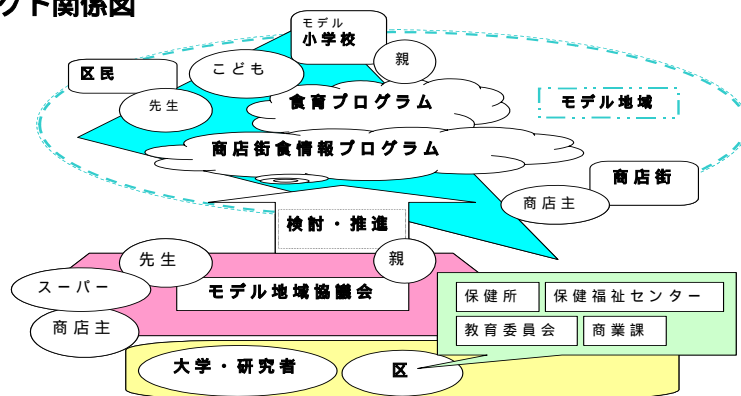 クト関係図
モデル
小学校
親
こども
区民
先生
食育プログラム
モデル地域
商店街食情報プログラム
商店街
商店主
検討・推進
先生
親
スーパー
モデル地域協議会
商店主
保健所
保健福祉センター
教育委員会
商業課
大学・研究者
区